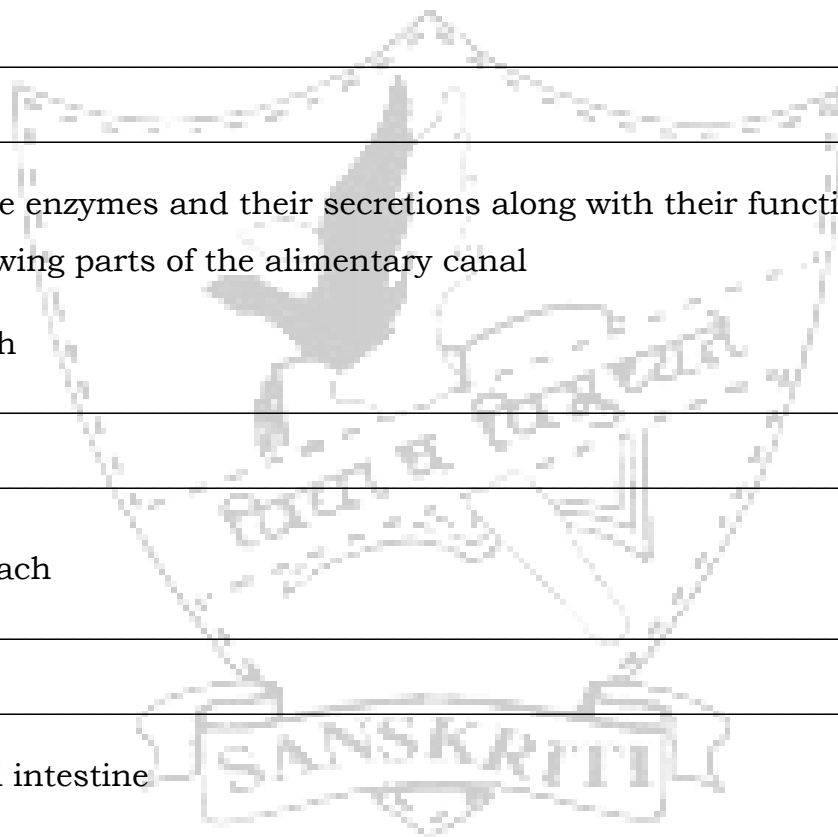 e enzymes and their secretions along with their functi
wing parts of the alimentary canal
h
ach
l intestine
SANSKRITI